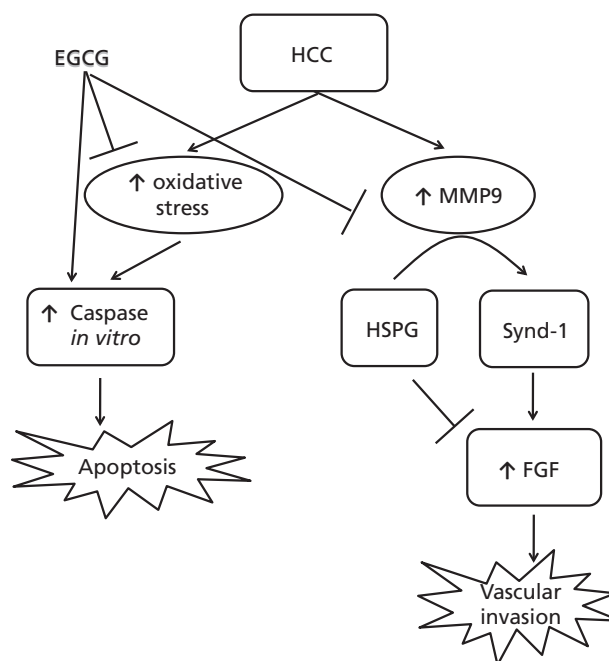 EGCG
HCC
↑ oxidative
stress
↑ MMP9
↑ Caspase
in vitro
HSPG
Synd-1
Apoptosis
↑ FGF
Vascular
invasion